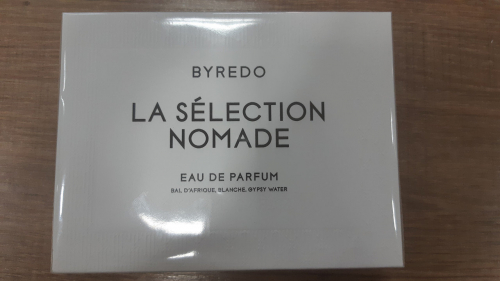 BYREDO
LA SÉLECTION
NOMADE
EAU DE PARFUM
BAL D'AFRIQUE, BLANCHE, GYPSY WATER